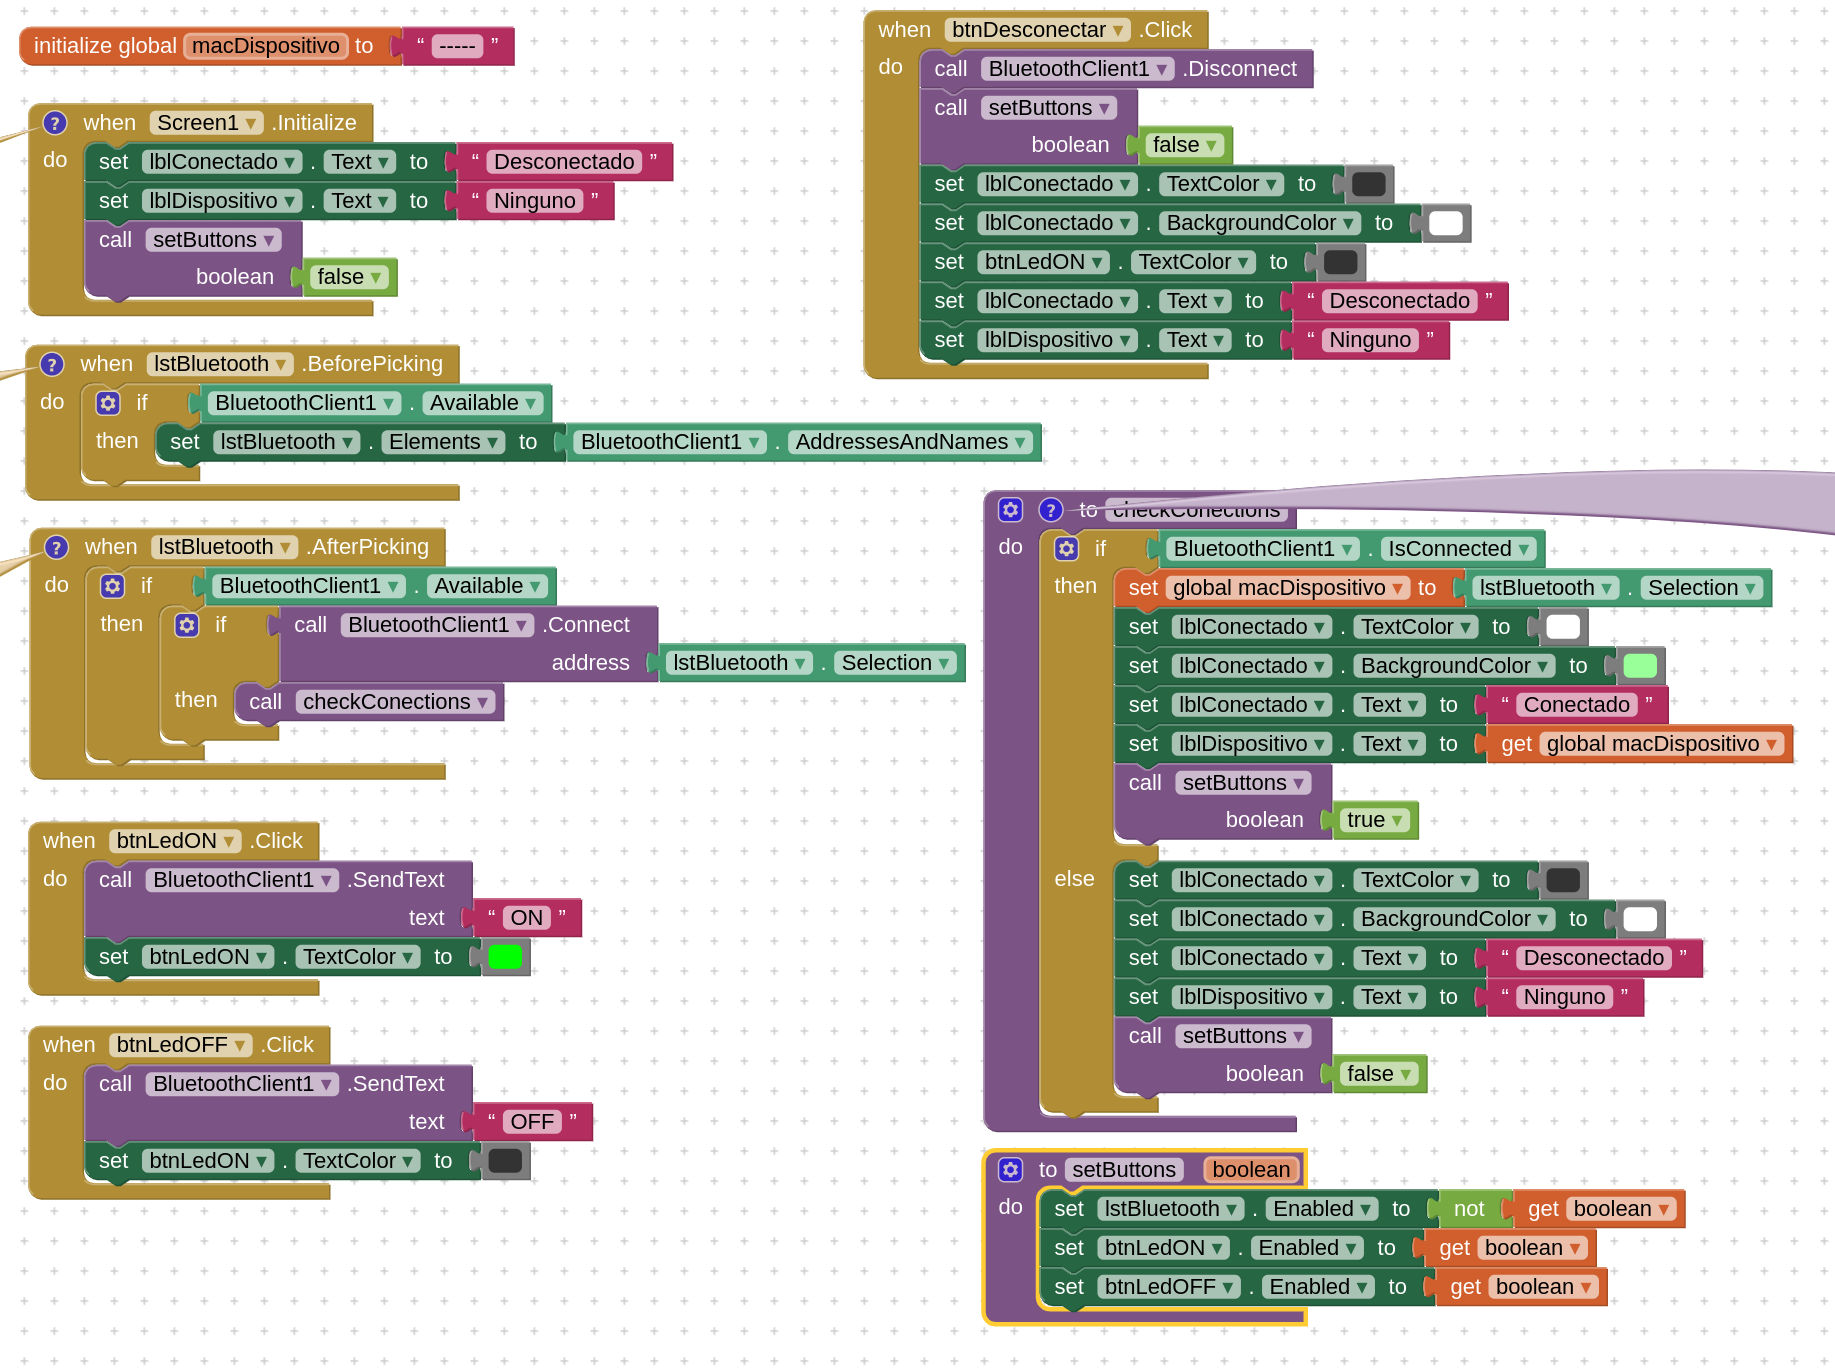 initialize global macDispositivo to “ ----- ”
? when Screen1 .Initialize
do set lblConectado . Text to “ Desconectado ”
set lblDispositivo . Text to “ Ninguno ”
call setButtons
boolean false
? when lstBluetooth .BeforePicking
do if BluetoothClient1 . Available
then set lstBluetooth . Elements to BluetoothClient1 . AddressesAndNames
? when lstBluetooth .AfterPicking
do if BluetoothClient1 . Available
then if call BluetoothClient1 .Connect
address lstBluetooth . Selection
then call checkConections
when btnLedON .Click
do call BluetoothClient1 .SendText
text “ ON ”
set btnLedON . TextColor to
when btnLedOFF .Click
do call BluetoothClient1 .SendText
text “ OFF ”
set btnLedON . TextColor to
when btnDesconectar .Click
do call BluetoothClient1 .Disconnect
call setButtons
boolean false
set lblConectado . TextColor to
set lblConectado . BackgroundColor to
set btnLedON . TextColor to
set lblConectado . Text to “ Desconectado ”
set lblDispositivo . Text to “ Ninguno ”
? to checkConections
do if BluetoothClient1 . IsConnected
then set global macDispositivo to lstBluetooth . Selection
set lblConectado . TextColor to
set lblConectado . BackgroundColor to
set lblConectado . Text to “ Conectado ”
set lblDispositivo . Text to get global macDispositivo
call setButtons
boolean true
else set lblConectado . TextColor to
set lblConectado . BackgroundColor to
set lblConectado . Text to “ Desconectado ”
set lblDispositivo . Text to “ Ninguno ”
call setButtons
boolean false
to setButtons boolean
do set lstBluetooth . Enabled to not get boolean
set btnLedON . Enabled to get boolean
set btnLedOFF . Enabled to get boolean